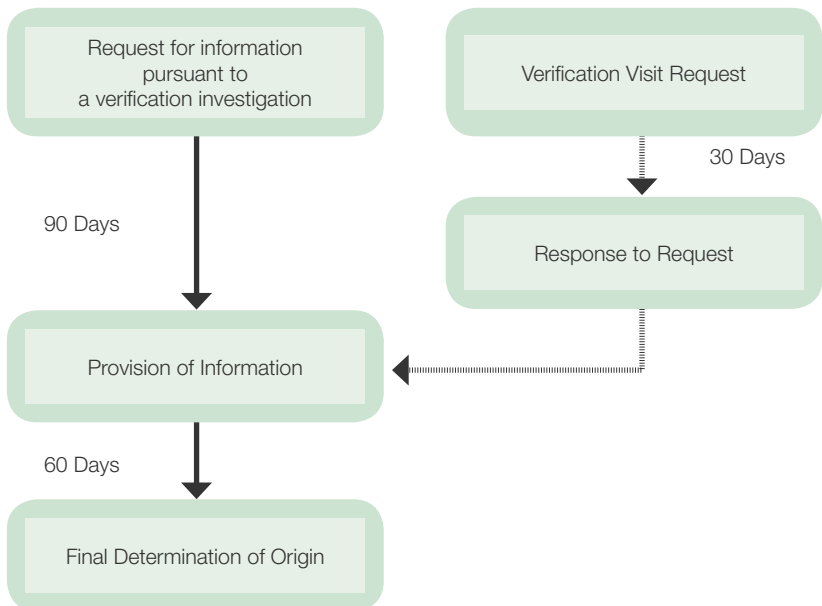 Request for information
pursuant to
a verification investigation
Verification Visit Request
30 Days
90 Days
Response to Request
Provision of Information
60 Days
Final Determination of Origin